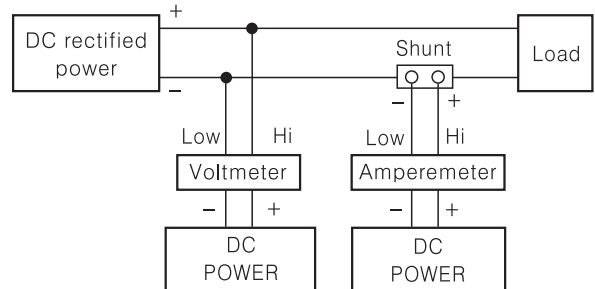 +
DC rectified
power
−
Shunt
− +
Load
Low Hi
Low Hi
Voltmeter
Amperemeter
− +
− +
DC
POWER
DC
POWER